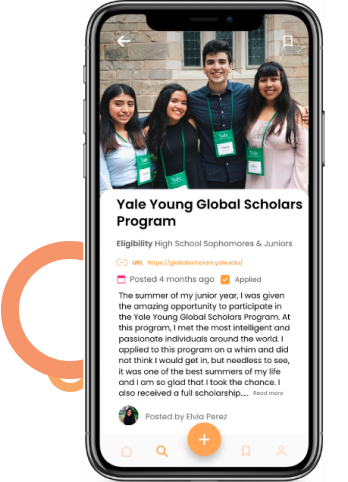 Yale
Yale
Yale
Yale Young Global Scholars
Program
Eligibility High School Sophomores & Juniors
URL https://globalscholars.yale.edu/
Posted 4 months ago Applied
The summer of my junior year, I was given
the amazing opportunity to participate in
the Yale Young Global Scholars Program. At
this program, I met the most intelligent and
passionate individuals around the world. I
applied to this program on a whim and did
not think I would get in, but needless to see,
it was one of the best summers of my life
and I am so glad that I took the chance. I
also received a full scholarship.... Read more
Posted by Elvia Perez